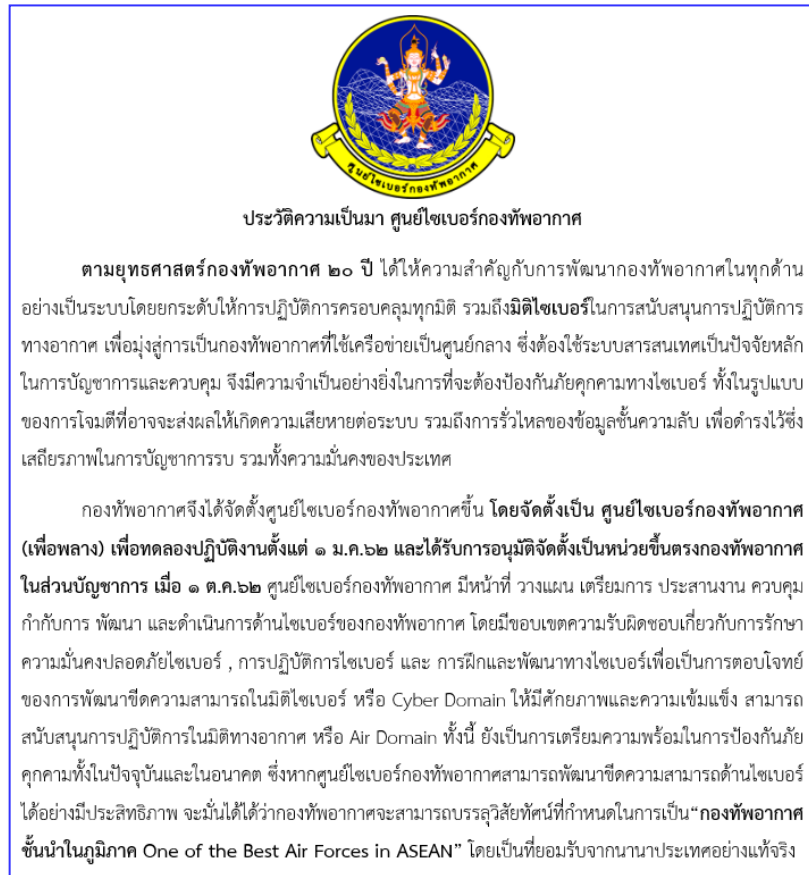 ศูนย์ไซเบอร์กองทัพอากาศ
ประวัติความเป็นมา ศูนย์ไซเบอร์กองทัพอากาศ
ตามยุทธศาสตร์กองทัพอากาศ ๒๐ ปี ได้ให้ความสำคัญกับการพัฒนากองทัพอากาศในทุกด้าน
อย่างเป็นระบบโดยยกระดับให้การปฏิบัติการครอบคลุมทุกมิติ รวมถึงมิติไซเบอร์ในการสนับสนุนการปฏิบัติการ
ทางอากาศ เพื่อมุ่งสู่การเป็นกองทัพอากาศที่ใช้เครือข่ายเป็นศูนย์กลาง ซึ่งต้องใช้ระบบสารสนเทศเป็นปัจจัยหลัก
ในการบัญชาการและควบคุม จึงมีความจำเป็นอย่างยิ่งในการที่จะต้องป้องกันภัยคุกคามทางไซเบอร์ ทั้งในรูปแบบ
ของการโจมตีที่อาจจะส่งผลให้เกิดความเสียหายต่อระบบ รวมถึงการรั่วไหลของข้อมูลชั้นความลับ เพื่อดำรงไว้ซึ่ง
เสถียรภาพในการบัญชาการรบ รวมทั้งความมั่นคงของประเทศ
กองทัพอากาศจึงได้จัดตั้งศูนย์ไซเบอร์กองทัพอากาศขึ้น โดยจัดตั้งเป็น ศูนย์ไซเบอร์กองทัพอากาศ
(เพื่อพลาง) เพื่อทดลองปฏิบัติงานตั้งแต่ ๑ ม.ค.๖๒ และได้รับการอนุมัติจัดตั้งเป็นหน่วยขึ้นตรงกองทัพอากาศ
ในส่วนบัญชาการ เมื่อ ๑ ต.ค.๖๒ ศูนย์ไซเบอร์กองทัพอากาศ มีหน้าที่ วางแผน เตรียมการ ประสานงาน ควบคุม
กำกับการ พัฒนา และดำเนินการด้านไซเบอร์ของกองทัพอากาศ โดยมีขอบเขตความรับผิดชอบเกี่ยวกับการรักษา
ความมั่นคงปลอดภัยไซเบอร์ , การปฏิบัติการไซเบอร์ และ การฝึกและพัฒนาทางไซเบอร์เพื่อเป็นการตอบโจทย์
ของการพัฒนาขีดความสามารถในมิติไซเบอร์ หรือ Cyber Domain ให้มีศักยภาพและความเข้มแข็ง สามารถ
สนับสนุนการปฏิบัติการในมิติทางอากาศ หรือ Air Domain ทั้งนี้ ยังเป็นการเตรียมความพร้อมในการป้องกันภัย
คุกคามทั้งในปัจจุบันและในอนาคต ซึ่งหากศูนย์ไซเบอร์กองทัพอากาศสามารถพัฒนาขีดความสามารถด้านไซเบอร์
ได้อย่างมีประสิทธิภาพ จะมั่นได้ได้ว่ากองทัพอากาศจะสามารถบรรลุวิสัยทัศน์ที่กำหนดในการเป็น“กองทัพอากาศ
ชั้นนำในภูมิภาค One of the Best Air Forces in ASEAN” โดยเป็นที่ยอมรับจากนานาประเทศอย่างแท้จริง